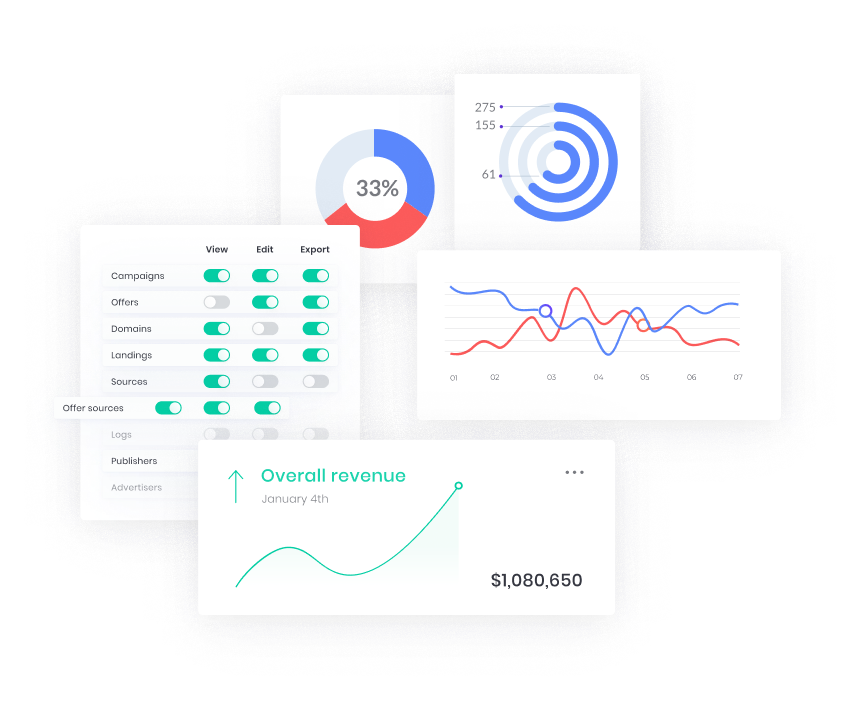 275
155
61
33%
View Edit Export
Campaigns
Offers
Domains
Landings
Sources
Offer sources
Logs
Publishers
Advertisers
01 02 03 04 05 06 07
Overall revenue
January 4th
$1,080,650